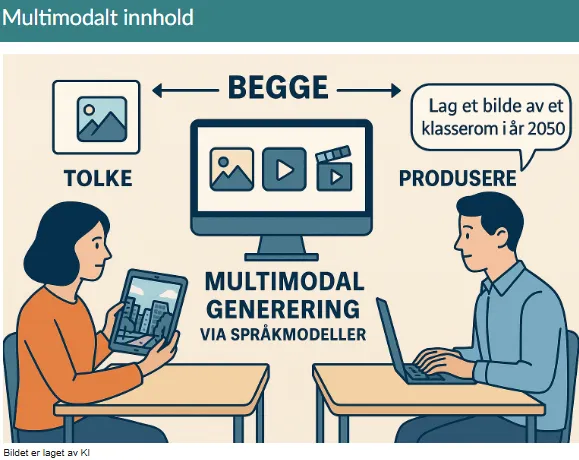 Multimodalt innhold
BEGGE
TOLKE
Lag et bilde av et
klasserom i år 2050
PRODUSERE
MULTIMODAL
GENERERING
VIA SPRÅKMODELLER
Bildet er laget av KI